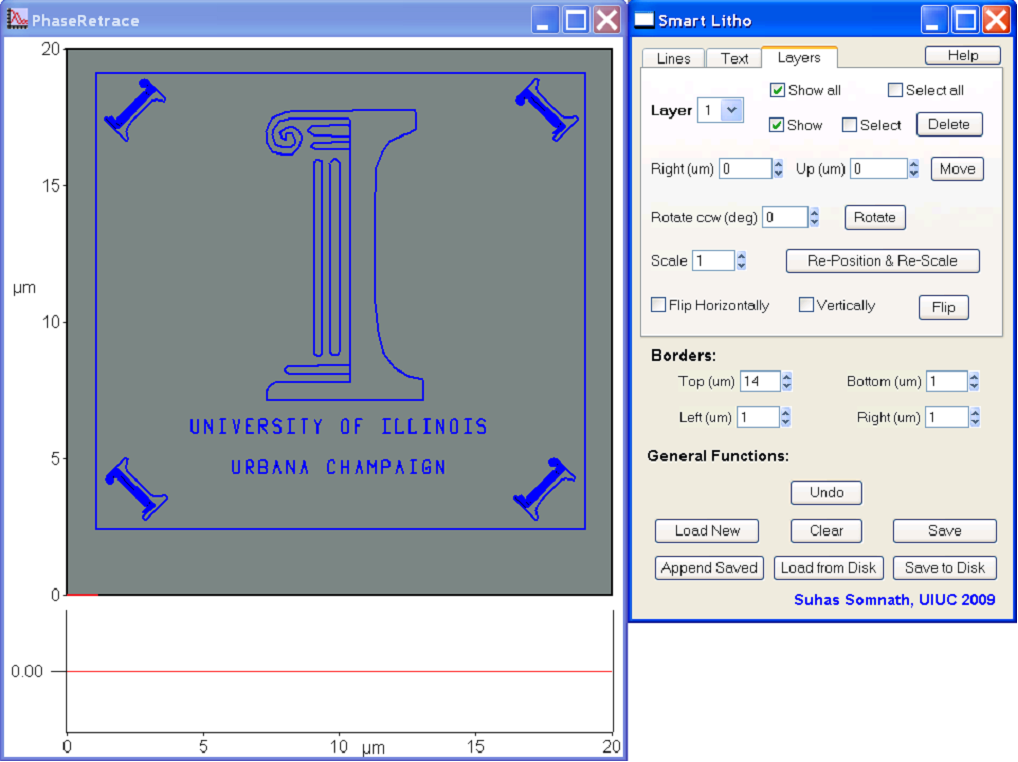 PhaseRetrace
20
15
µm
10
5
0
UNIVERSITY OF ILLINOIS
URBANA CHAMPAIGN
0.00
0 5 10 µm 15 20
Smart Litho
Lines Text Layers Help
Layer 1 Show all Select all
Show Select Delete
Right (um) 0 Up (um) 0 Move
Rotate ccw (deg) 0 Rotate
Scale 1 Re-Position & Re-Scale
Flip Horizontally Vertically Flip
Borders:
Top (um) 14 Bottom (um) 1
Left (um) 1 Right (um) 1
General Functions:
Undo
Load New Clear Save
Append Saved Load from Disk Save to Disk
Suhas Somnath, UIUC 2009